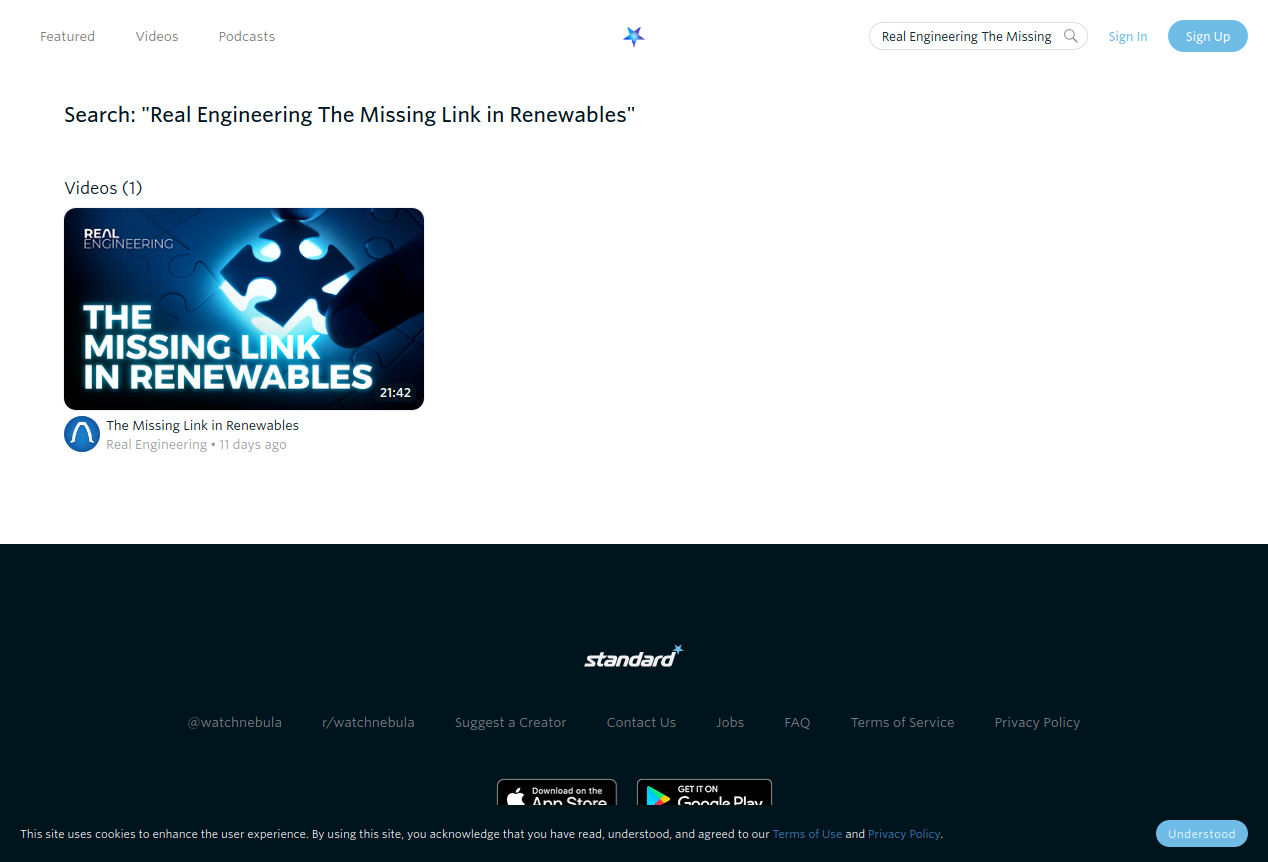 Featured
Videos
Podcasts
Real Engineering The Missing
Sign In
Sign Up
Search: "Real Engineering The Missing Link in Renewables"
Videos (1)
REAL
ENGINEERING
THE
MISSING LINK
IN RENEWABLES
21:42
The Missing Link in Renewables
Real Engineering • 11 days ago
standard
@watchnebula
r/watchnebula
Suggest a Creator
Contact Us
Jobs
FAQ
Terms of Service
Privacy Policy
Download on the
App Store
GET IT ON
Google Play
This site uses cookies to enhance the user experience. By using this site, you acknowledge that you have read, understood, and agreed to our Terms of Use and Privacy Policy.
Understood